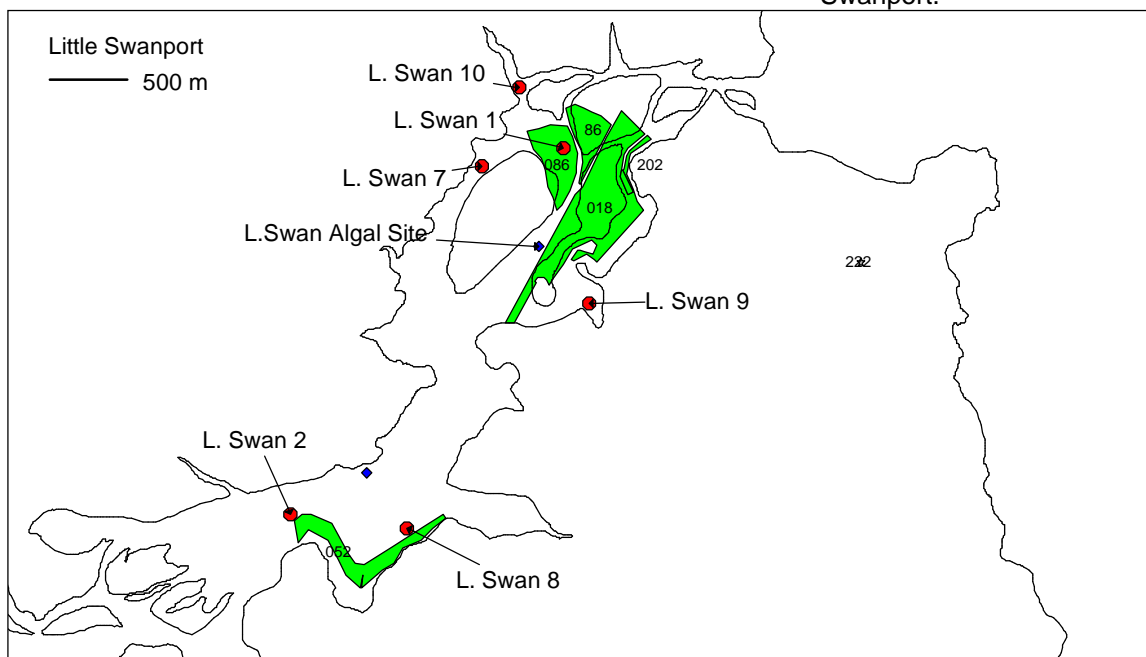 Swanport.
Little Swanport
500 m
L. Swan 10
L. Swan 1
86
086
202
L. Swan 7
018
L.Swan Algal Site
L. Swan 9
L. Swan 2
052
L. Swan 8